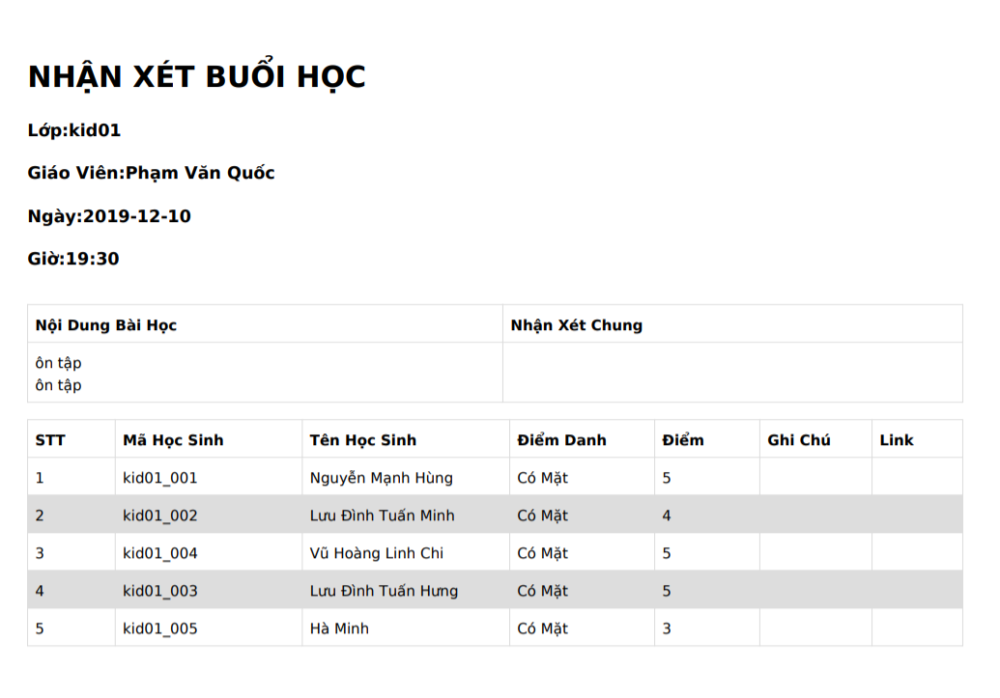 NHẬN XÉT BUỔI HỌC
Lớp:kid01
Giáo Viên:Phạm Văn Quốc
Ngày:2019-12-10
Giờ:19:30
Nội Dung Bài Học Nhận Xét Chung
ôn tập
ôn tập
STT Mã Học Sinh Tên Học Sinh Điểm Danh Điểm Ghi Chú Link
1 kid01_001 Nguyễn Mạnh Hùng Có Mặt 5
2 kid01_002 Lưu Đình Tuấn Minh Có Mặt 4
3 kid01_004 Vũ Hoàng Linh Chi Có Mặt 5
4 kid01_003 Lưu Đình Tuấn Hưng Có Mặt 5
5 kid01_005 Hà Minh Có Mặt 3